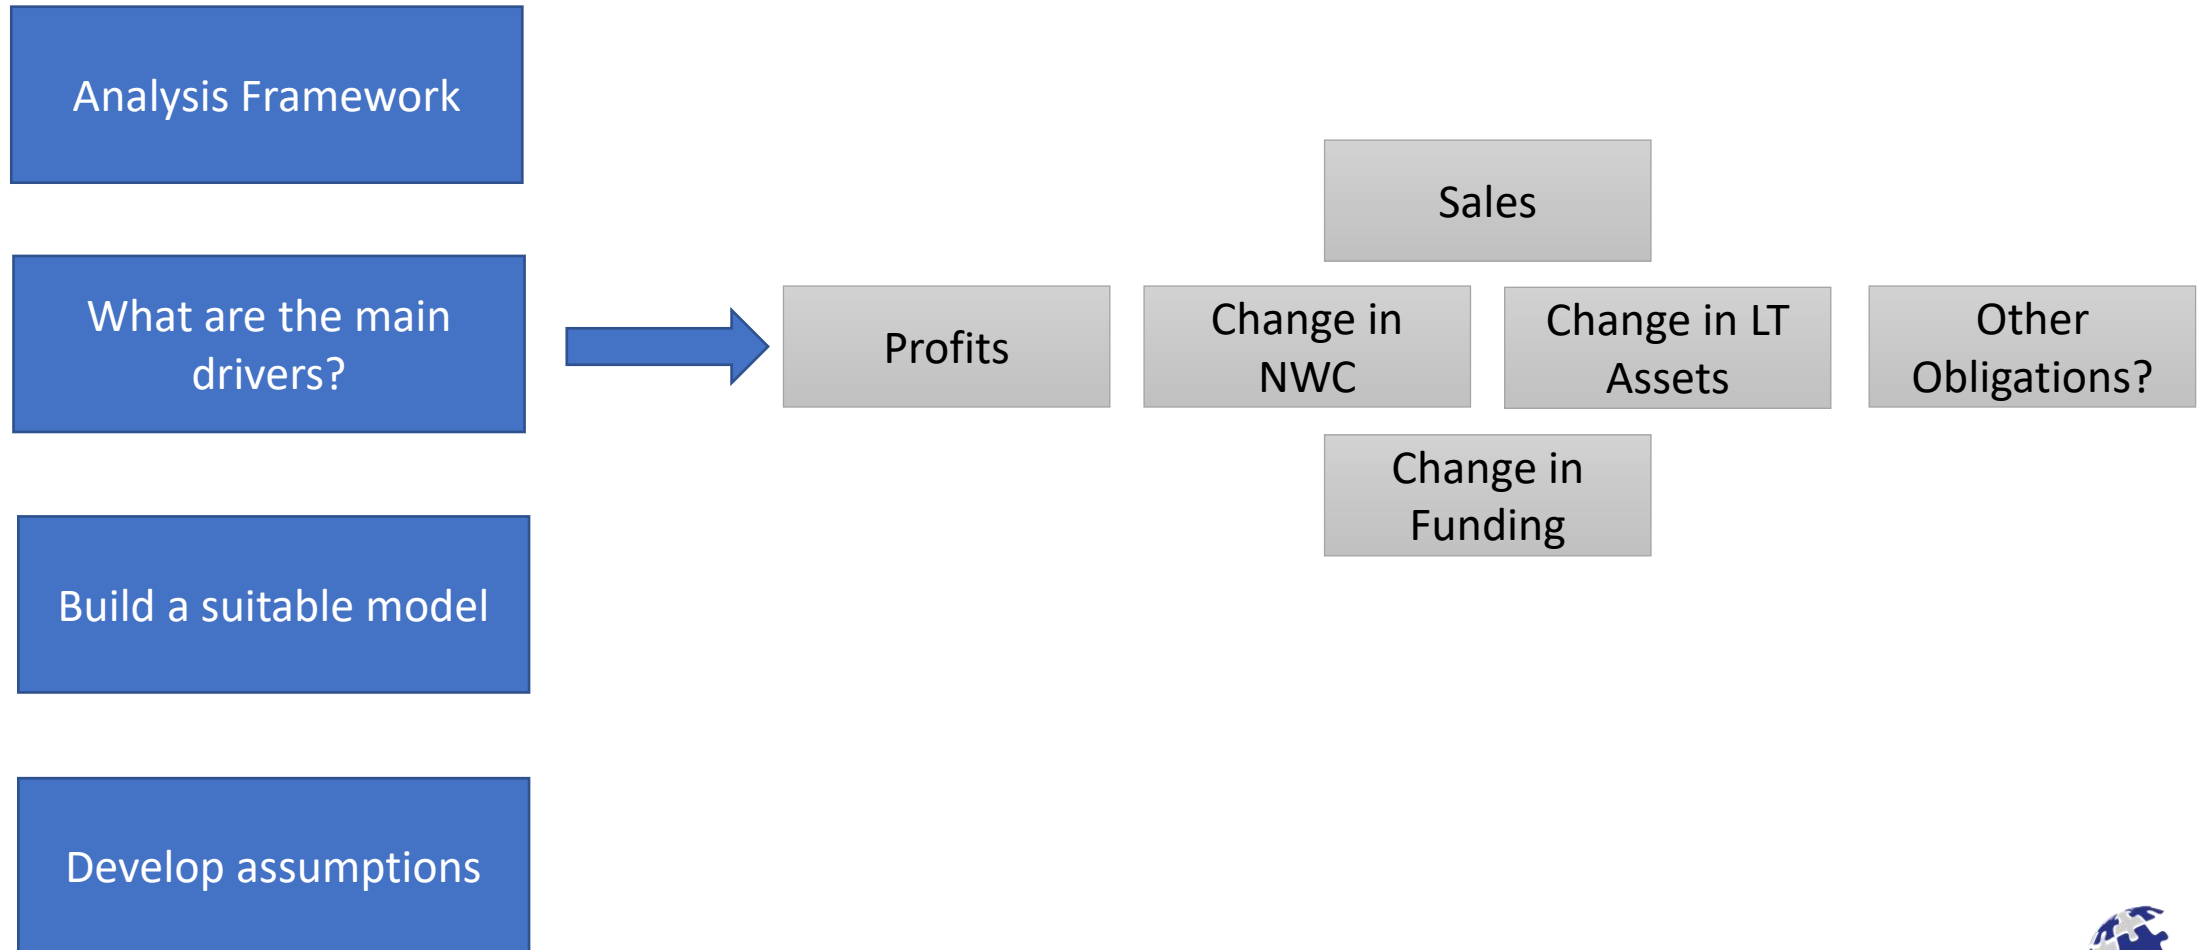 Analysis Framework
What are the main
drivers?
Build a suitable model
Develop assumptions
Sales
Profits
Change in
NWC
Change in LT
Assets
Other
Obligations?
Change in
Funding